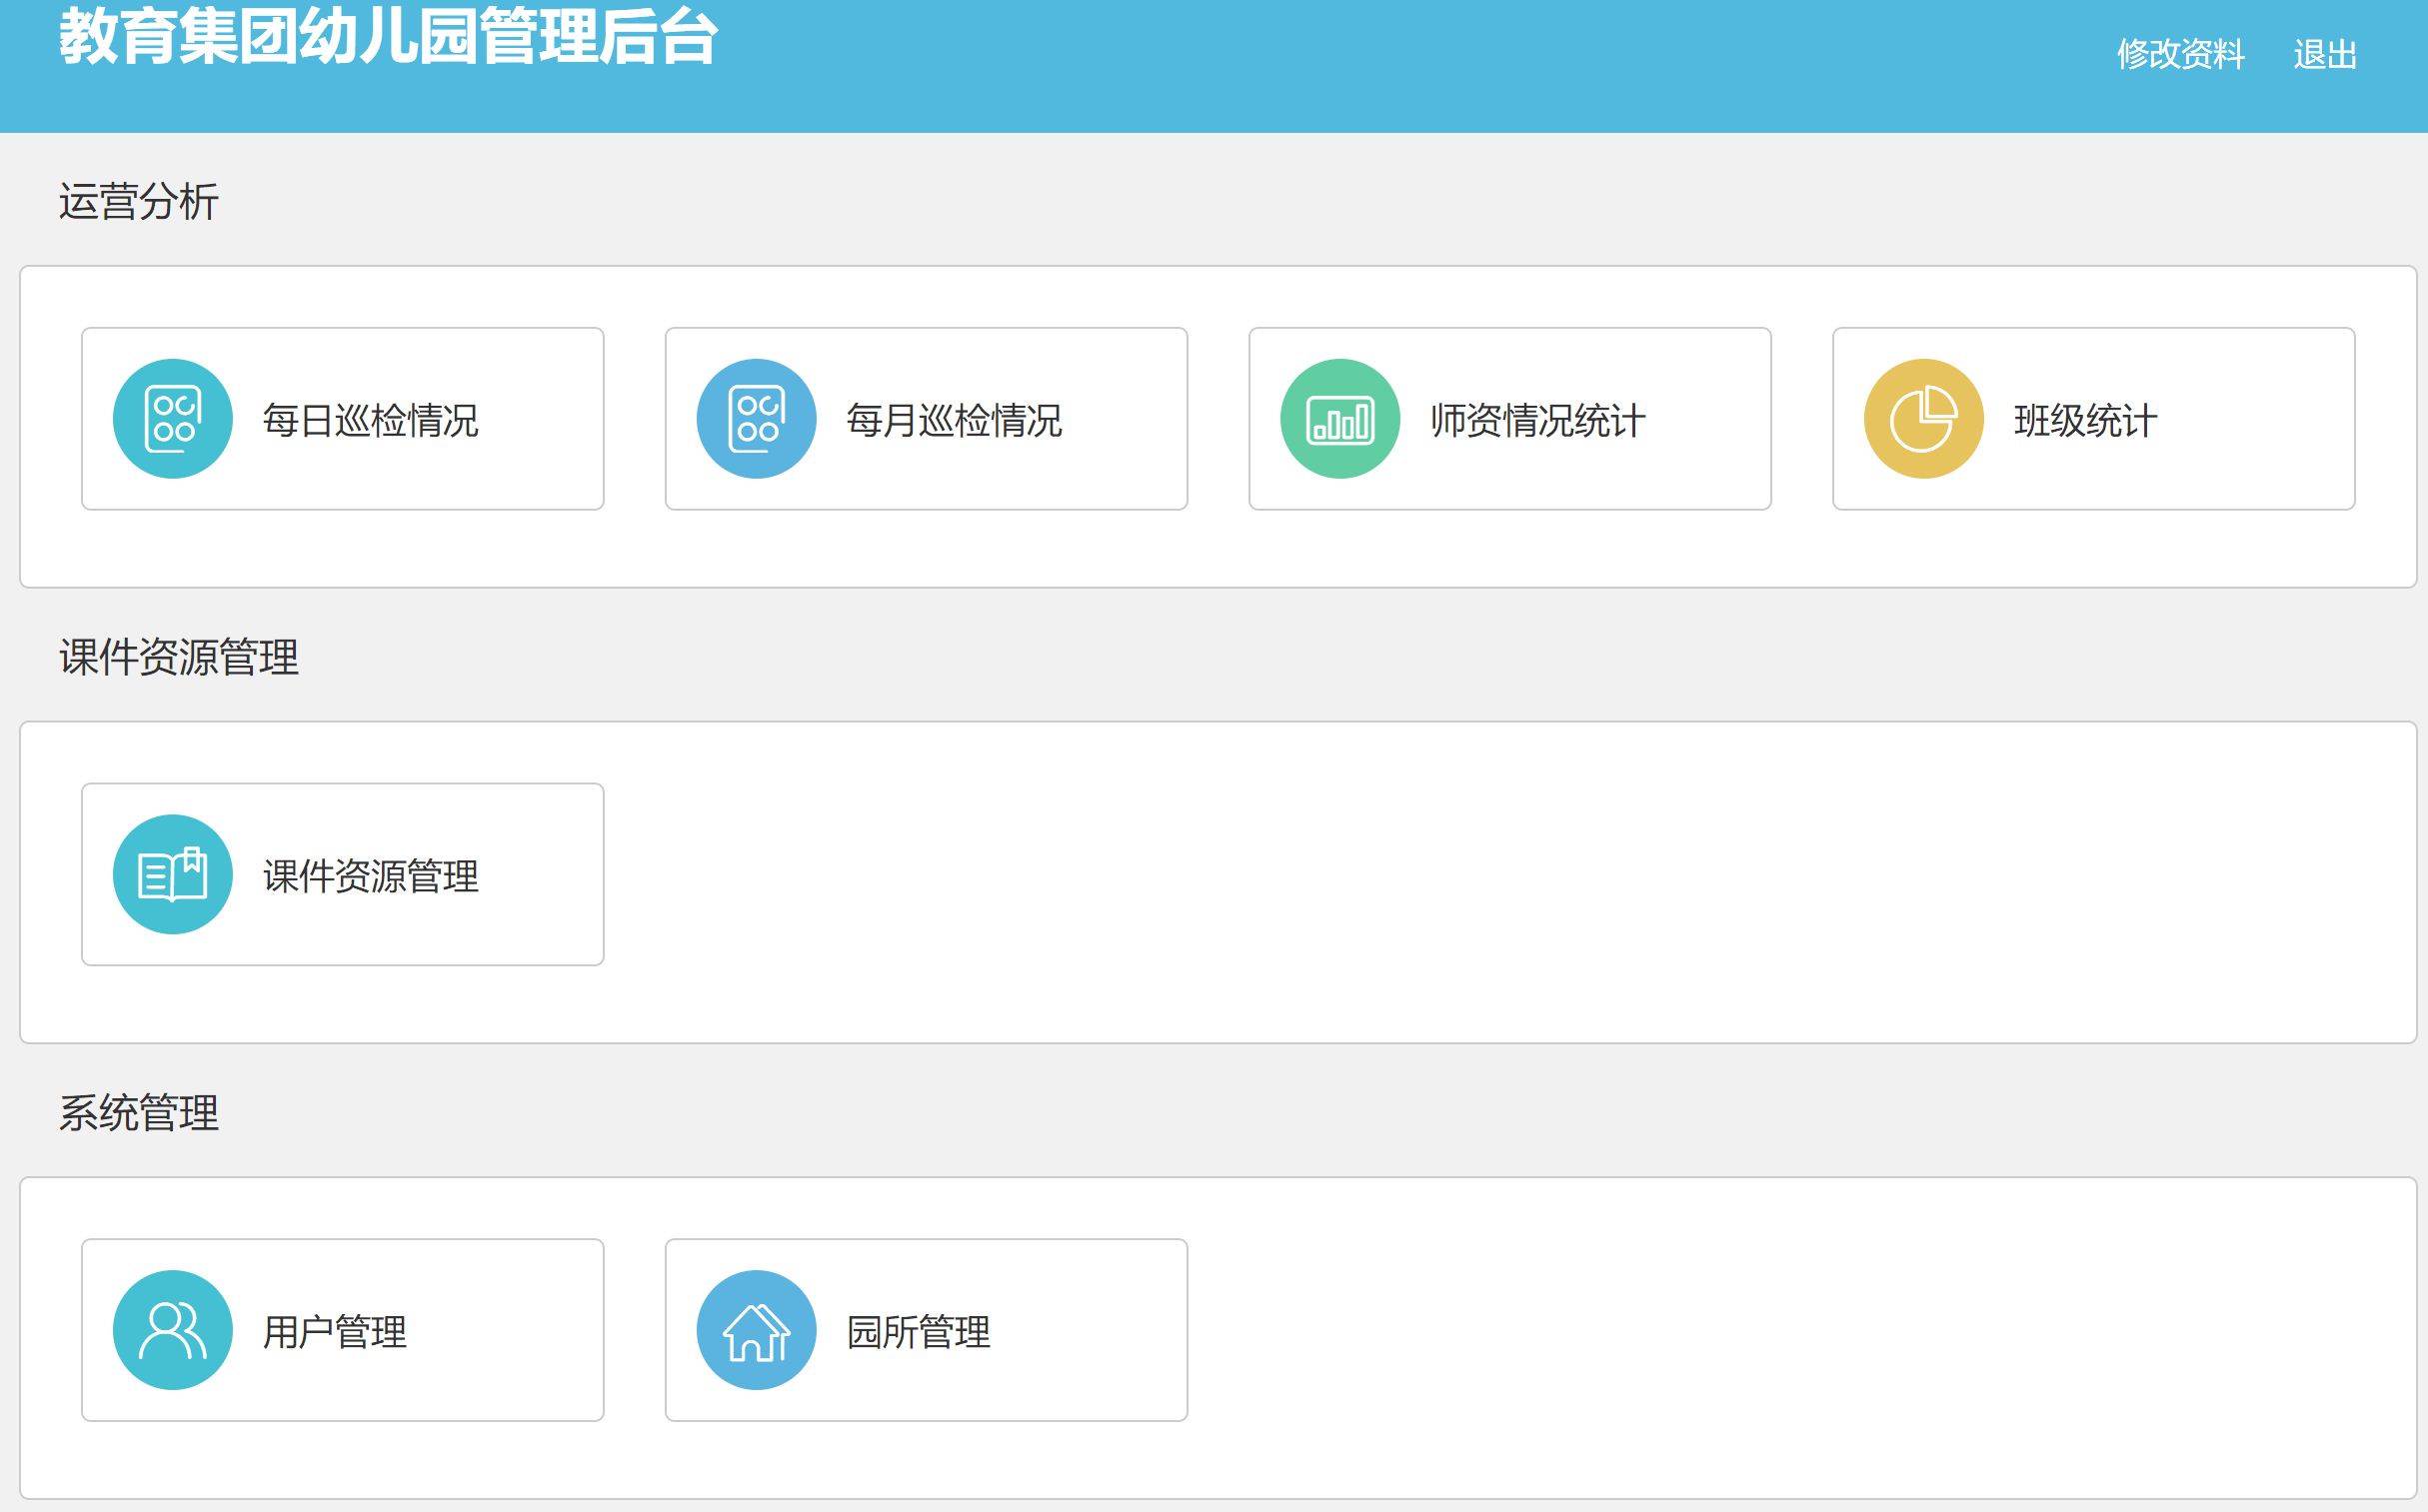 教育集团幼儿园管理后台
修改资料 退出
运营分析
每日巡检情况 每月巡检情况 师资情况统计 班级统计
课件资源管理
课件资源管理
系统管理
用户管理 园所管理